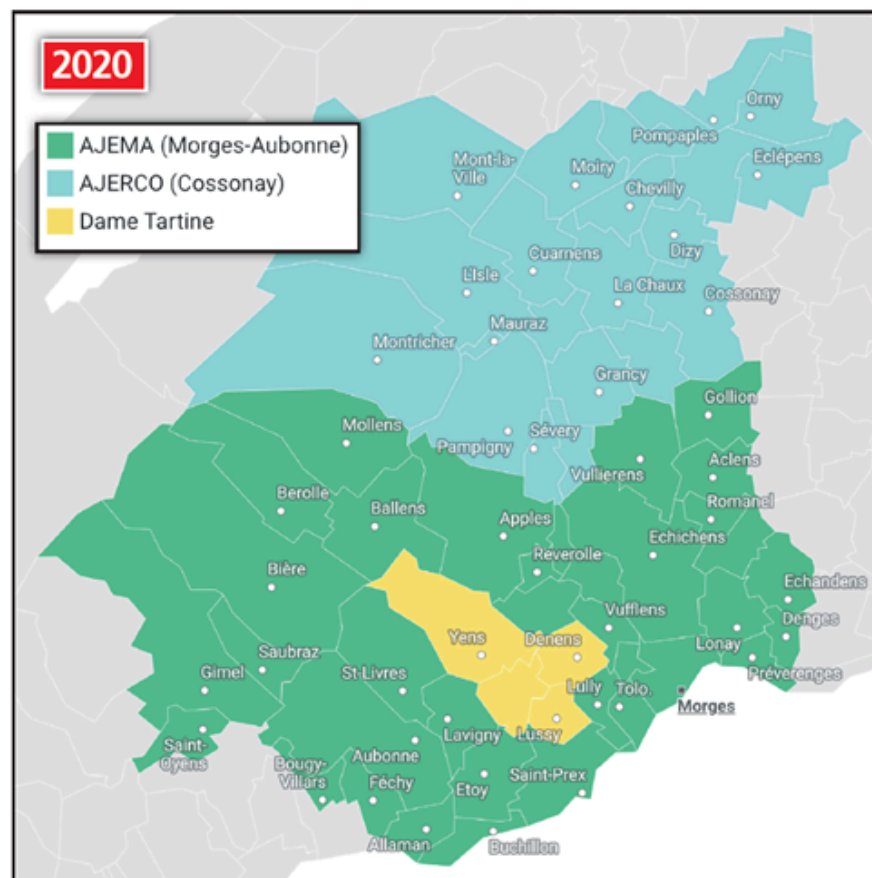 2020
AJEMA (Morges-Aubonne)
AJERCO (Cossonay)
Dame Tartine
Orny
Pompaples
Eclépens
Mont-la-
Ville
Moiry
Chevilly
Dizy
Cuarnens
L'Isle
La Chaux
Cossonay
Mauraz
Montricher
Grancy
Gollion
Mollens
Pampigny
Sévery
Vullierens
Aclens
Berolle
Ballens
Romanel
Apples
Echichens
Reverolle
Bière
Echandens
Vufflens
Denges
Yens
Dênens
Lonay
Saubraz
Préverenges
Gimel
St-Livres
Lully
Tolo.
Morges
Lavigny
Lussy
Saint-
Oyens
Aubonne
Bougy-
Villars
Féchy
Etoy
Saint-Prex
Allaman
Buchillon